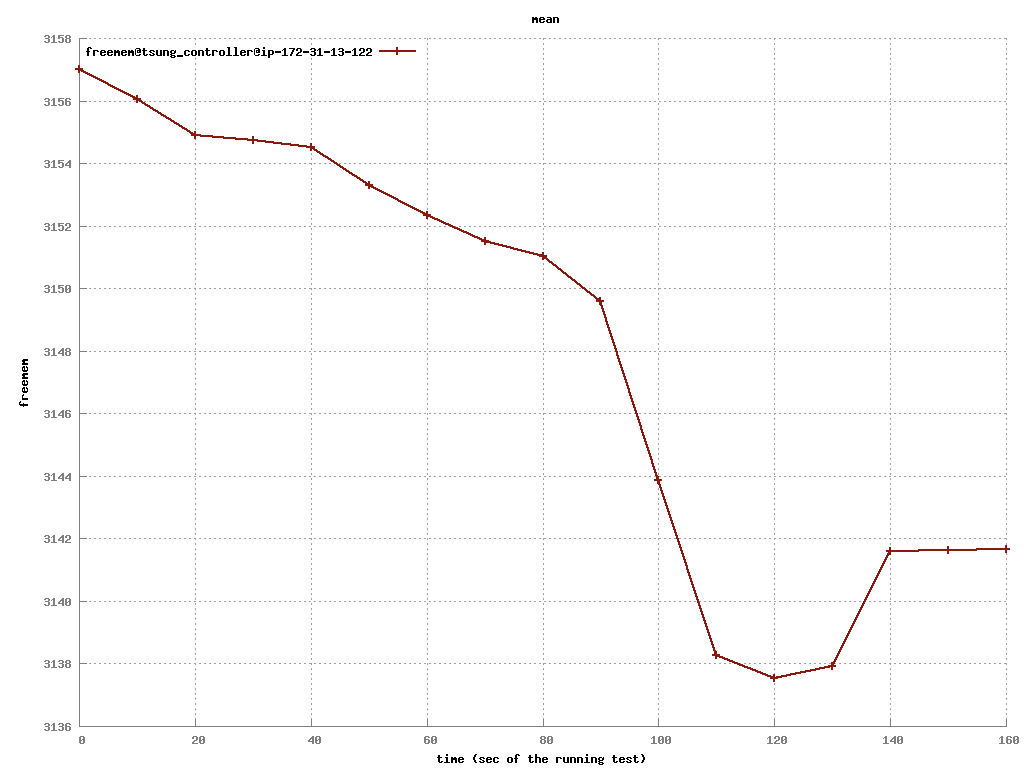 mean
freemem@tsung_controller@ip-172-31-13-122
3158
3156
3154
3152
3150
3148
3146
3144
3142
3140
3138
3136
freemem
0 20 40 60 80 100 120 140 160
time (sec of the running test)